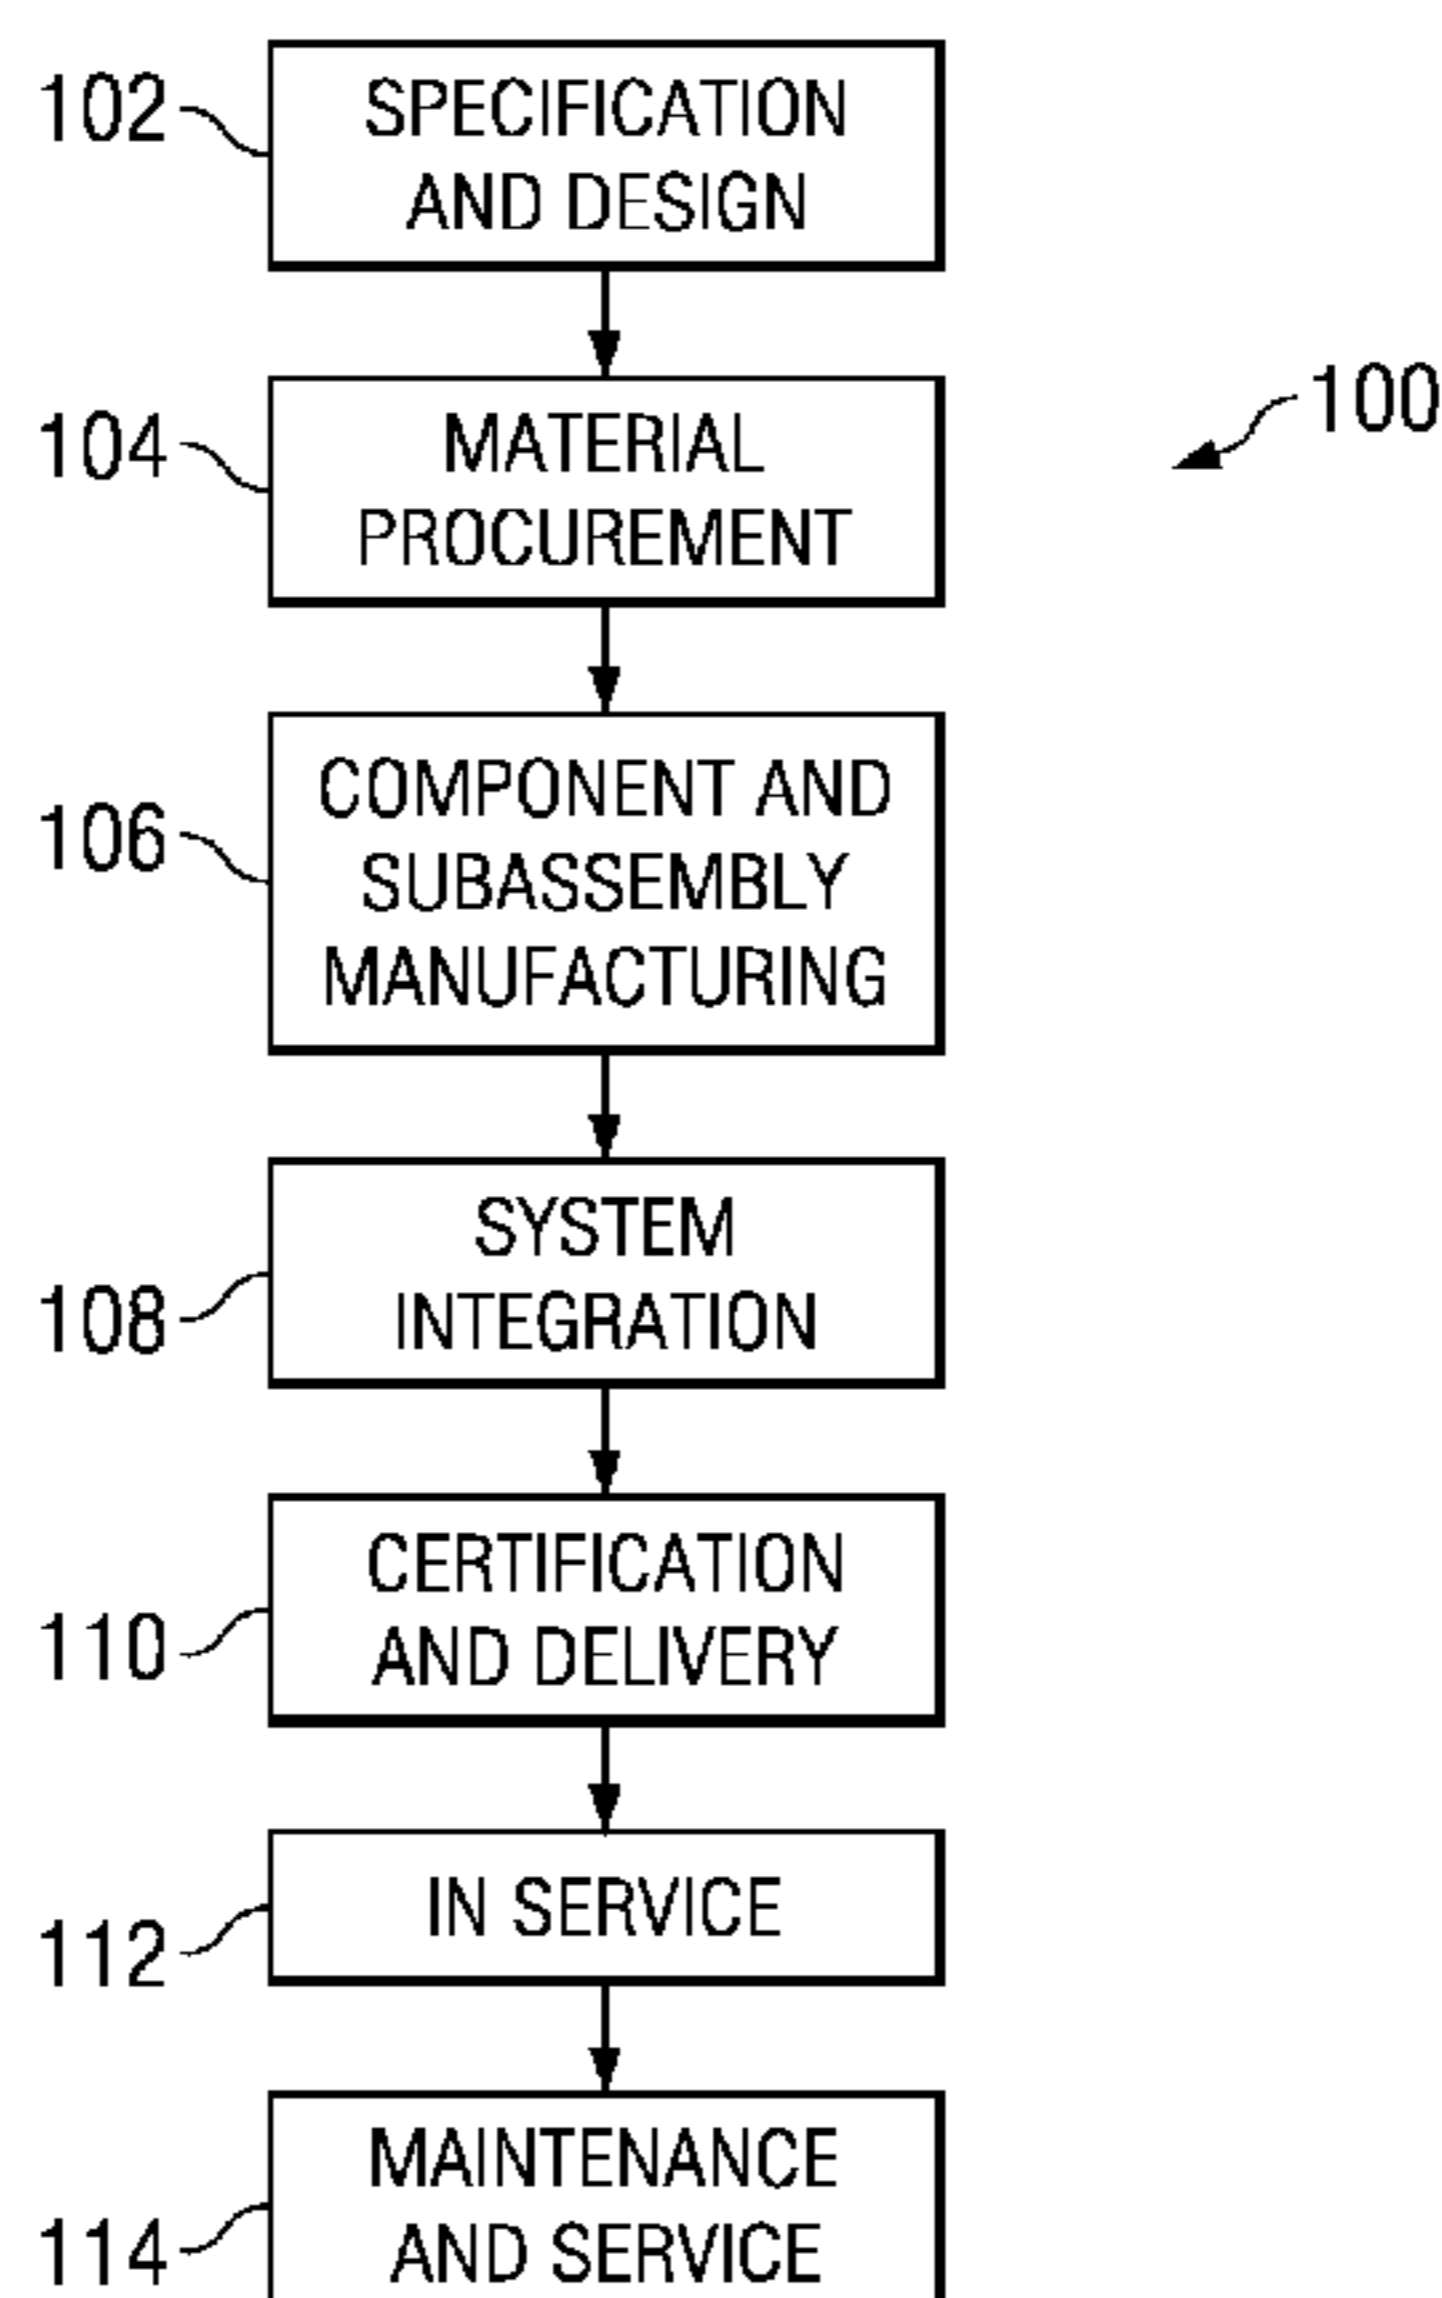 102
SPECIFICATION
AND DESIGN
100
104
MATERIAL
PROCUREMENT
106
COMPONENT AND
SUBASSEMBLY
MANUFACTURING
108
SYSTEM
INTEGRATION
110
CERTIFICATION
AND DELIVERY
112
IN SERVICE
114
MAINTENANCE
AND SERVICE